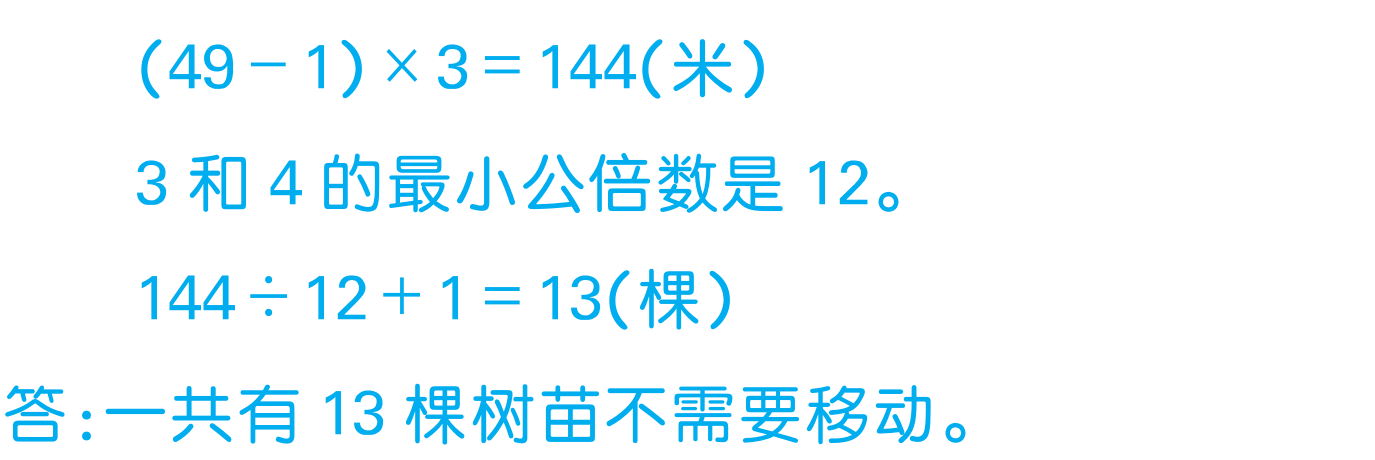 (49－1)×3＝144(米)
3 和 4 的最小公倍数是 12。
144÷12＋1＝13(棵)
答:一共有 13 棵树苗不需要移动。